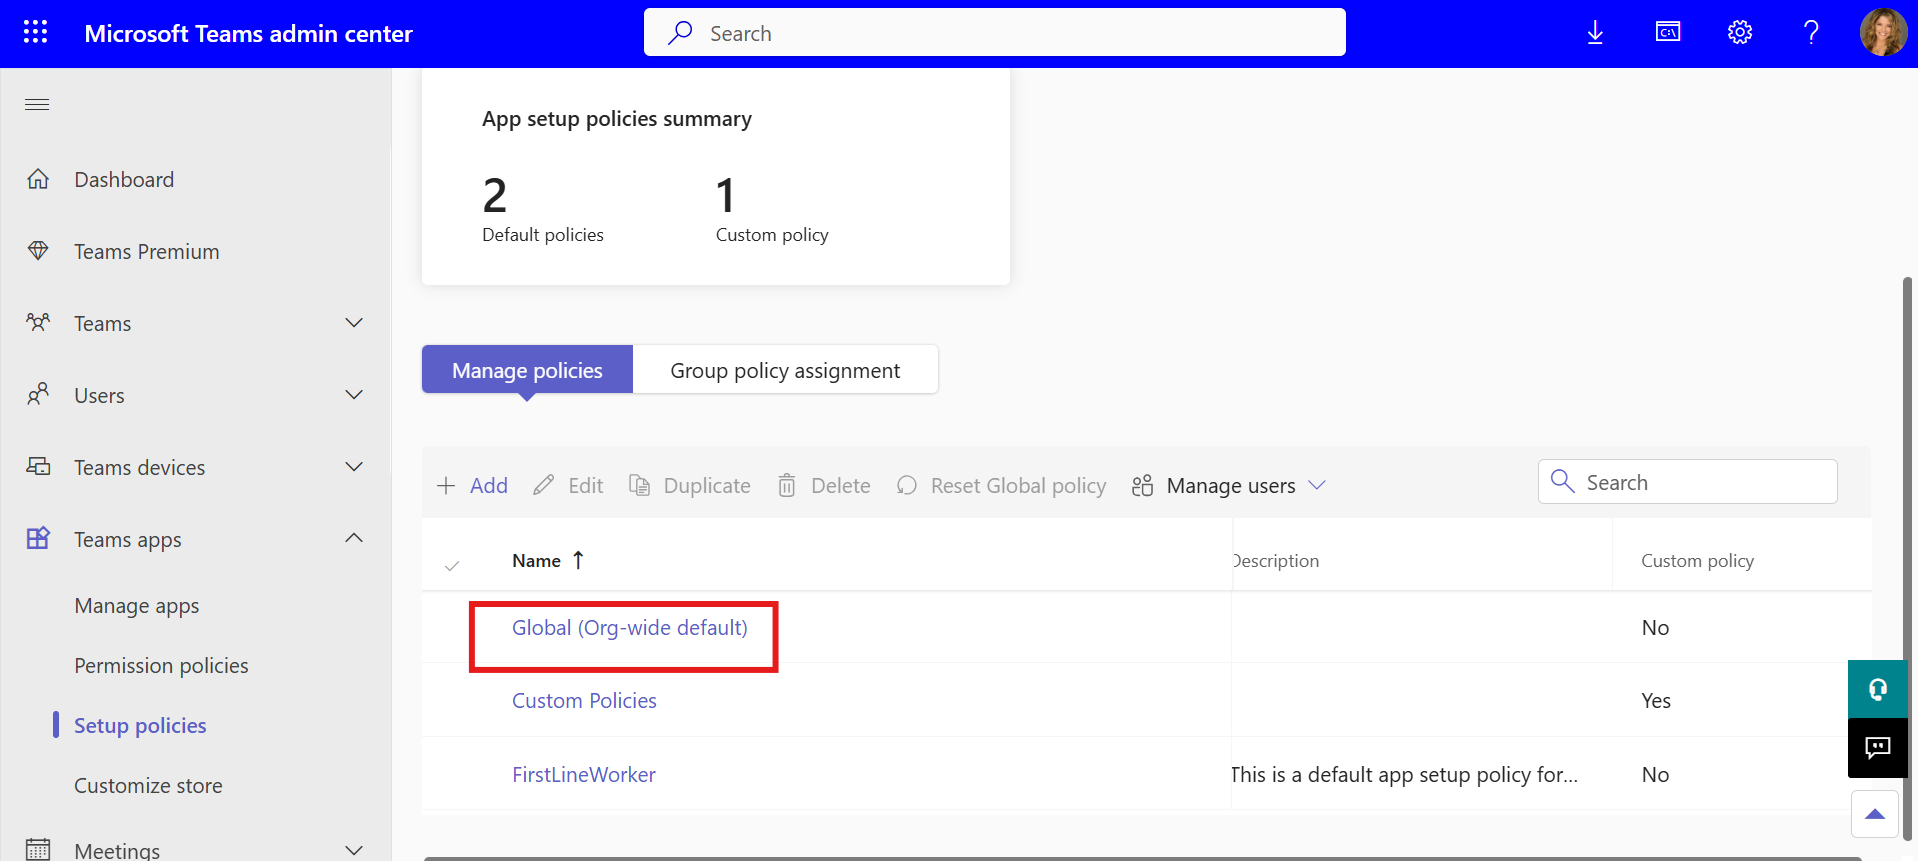 Microsoft Teams admin center
Search
C:\
Dashboard
Teams Premium
Teams
Users
Teams devices
Teams apps
Manage apps
Permission policies
Setup policies
Customize store
Meetings
App setup policies summary
2
Default policies
1
Custom policy
Manage policies
Group policy assignment
Add
Edit
Duplicate
Delete
Reset Global policy
Manage users
Search
Name ↑
Description
Custom policy
Global (Org-wide default)
No
Custom Policies
Yes
FirstLineWorker
This is a default app setup policy for...
No